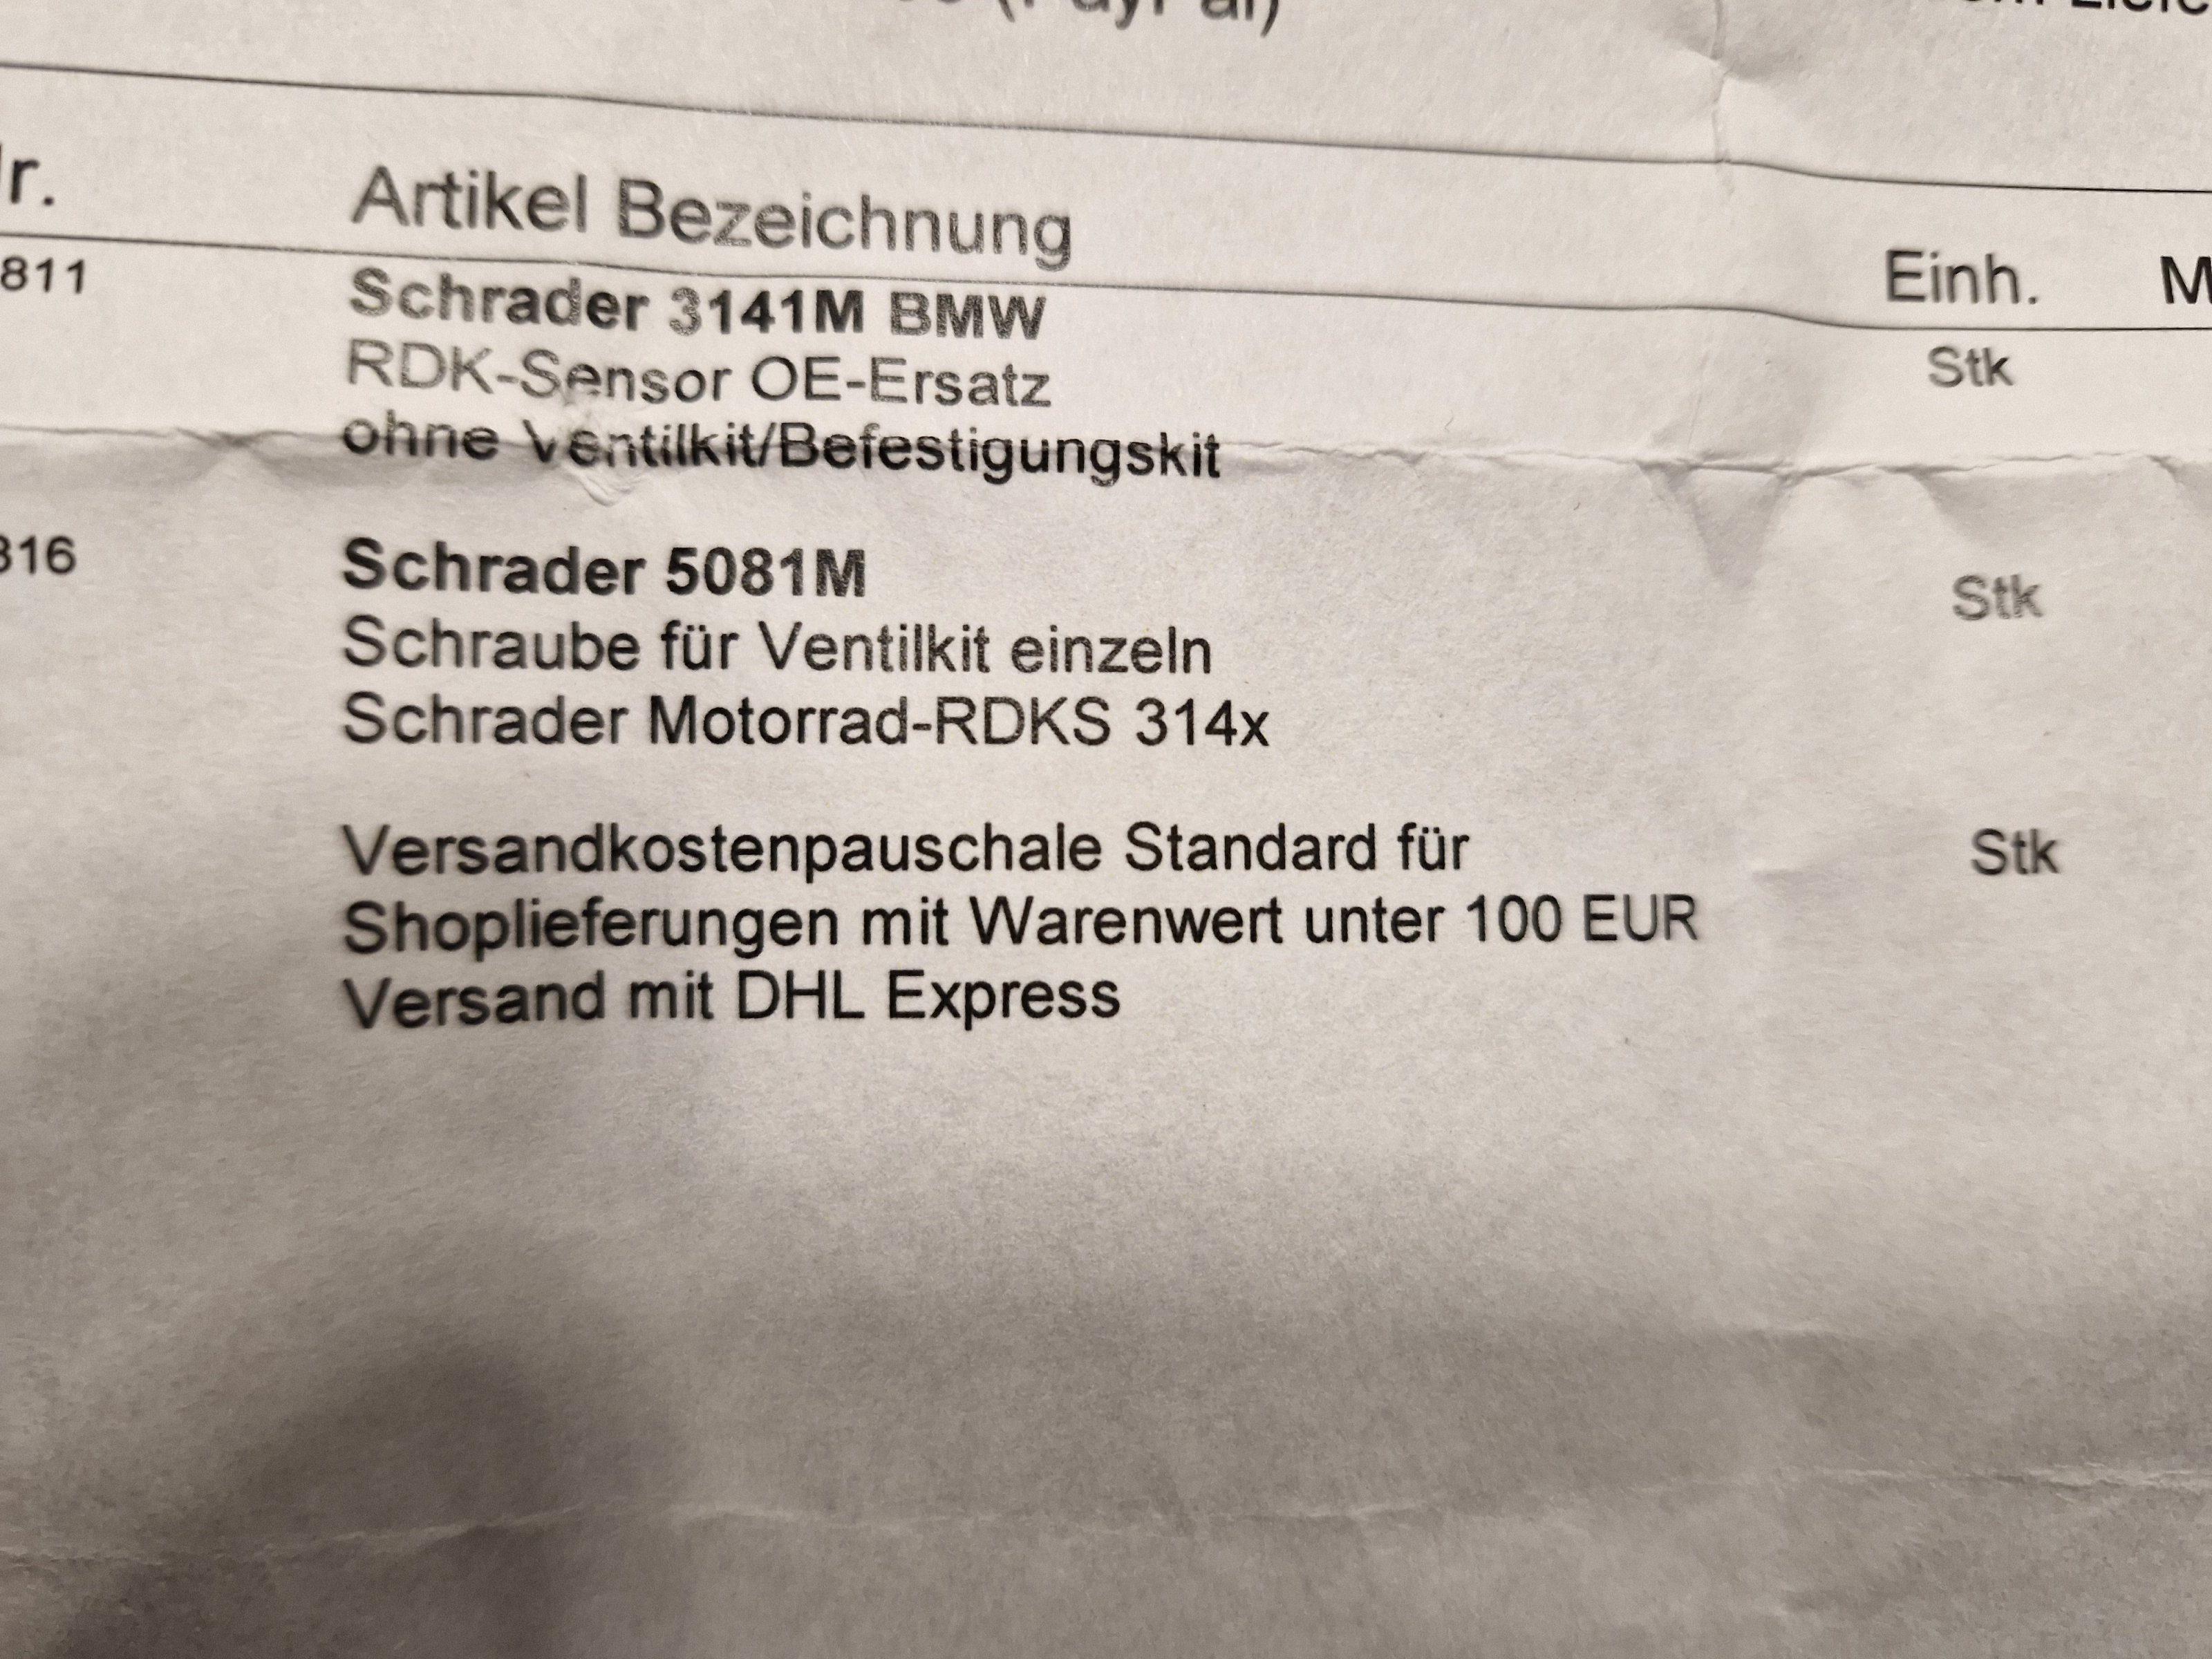 (PayPal)
Artikel Bezeichnung
Einh.
811
Schrader 3141M BMW
Stk
RDK-Sensor OE-Ersatz
ohne Ventilkit/Befestigungskit
816
Schrader 5081M
Stk
Schraube für Ventilkit einzeln
Schrader Motorrad-RDKS 314x
Versandkostenpauschale Standard für
Stk
Shoplieferungen mit Warenwert unter 100 EUR
Versand mit DHL Express